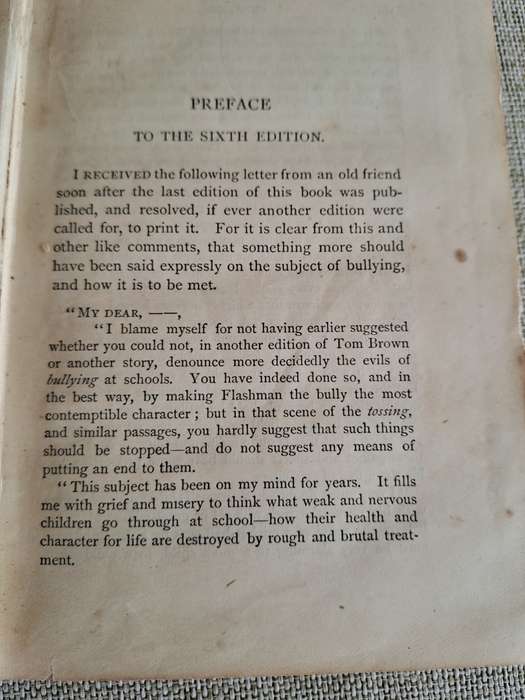 PREFACE
TO THE SIXTH EDITION.
I RECEIVED the following letter from an old friend
soon after the last edition of this book was pub-
lished, and resolved, if ever another edition were
called for, to print it. For it is clear from this and
other like comments, that something more should
have been said expressly on the subject of bullying,
and how it is to be met.
"MY DEAR, ——,
"I blame myself for not having earlier suggested
whether you could not, in another edition of Tom Brown
or another story, denounce more decidedly the evils of
bullying at schools. You have indeed done so, and in
the best way, by making Flashman the bully the most
contemptible character; but in that scene of the tossing,
and similar passages, you hardly suggest that such things
should be stopped—and do not suggest any means of
putting an end to them.
"This subject has been on my mind for years. It fills
me with grief and misery to think what weak and nervous
children go through at school—how their health and
character for life are destroyed by rough and brutal treat-
ment.